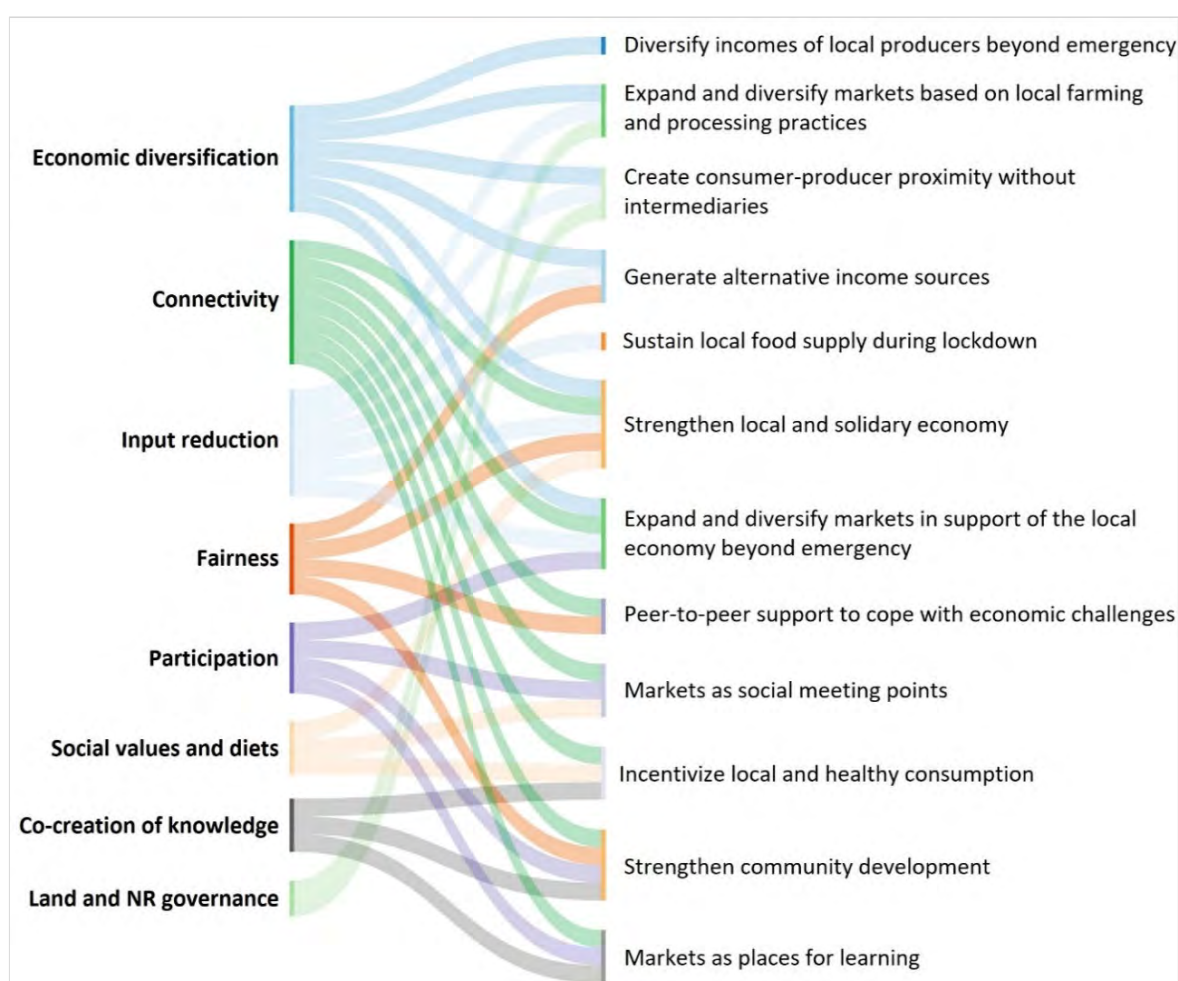 Economic diversification
Connectivity
Input reduction
Fairness
Participation
Social values and diets
Co-creation of knowledge
Land and NR governance
Diversify incomes of local producers beyond emergency
Expand and diversify markets based on local farming
and processing practices
Create consumer-producer proximity without
intermediaries
Generate alternative income sources
Sustain local food supply during lockdown
Strengthen local and solidary economy
Expand and diversify markets in support of the local
economy beyond emergency
Peer-to-peer support to cope with economic challenges
Markets as social meeting points
Incentivize local and healthy consumption
Strengthen community development
Markets as places for learning